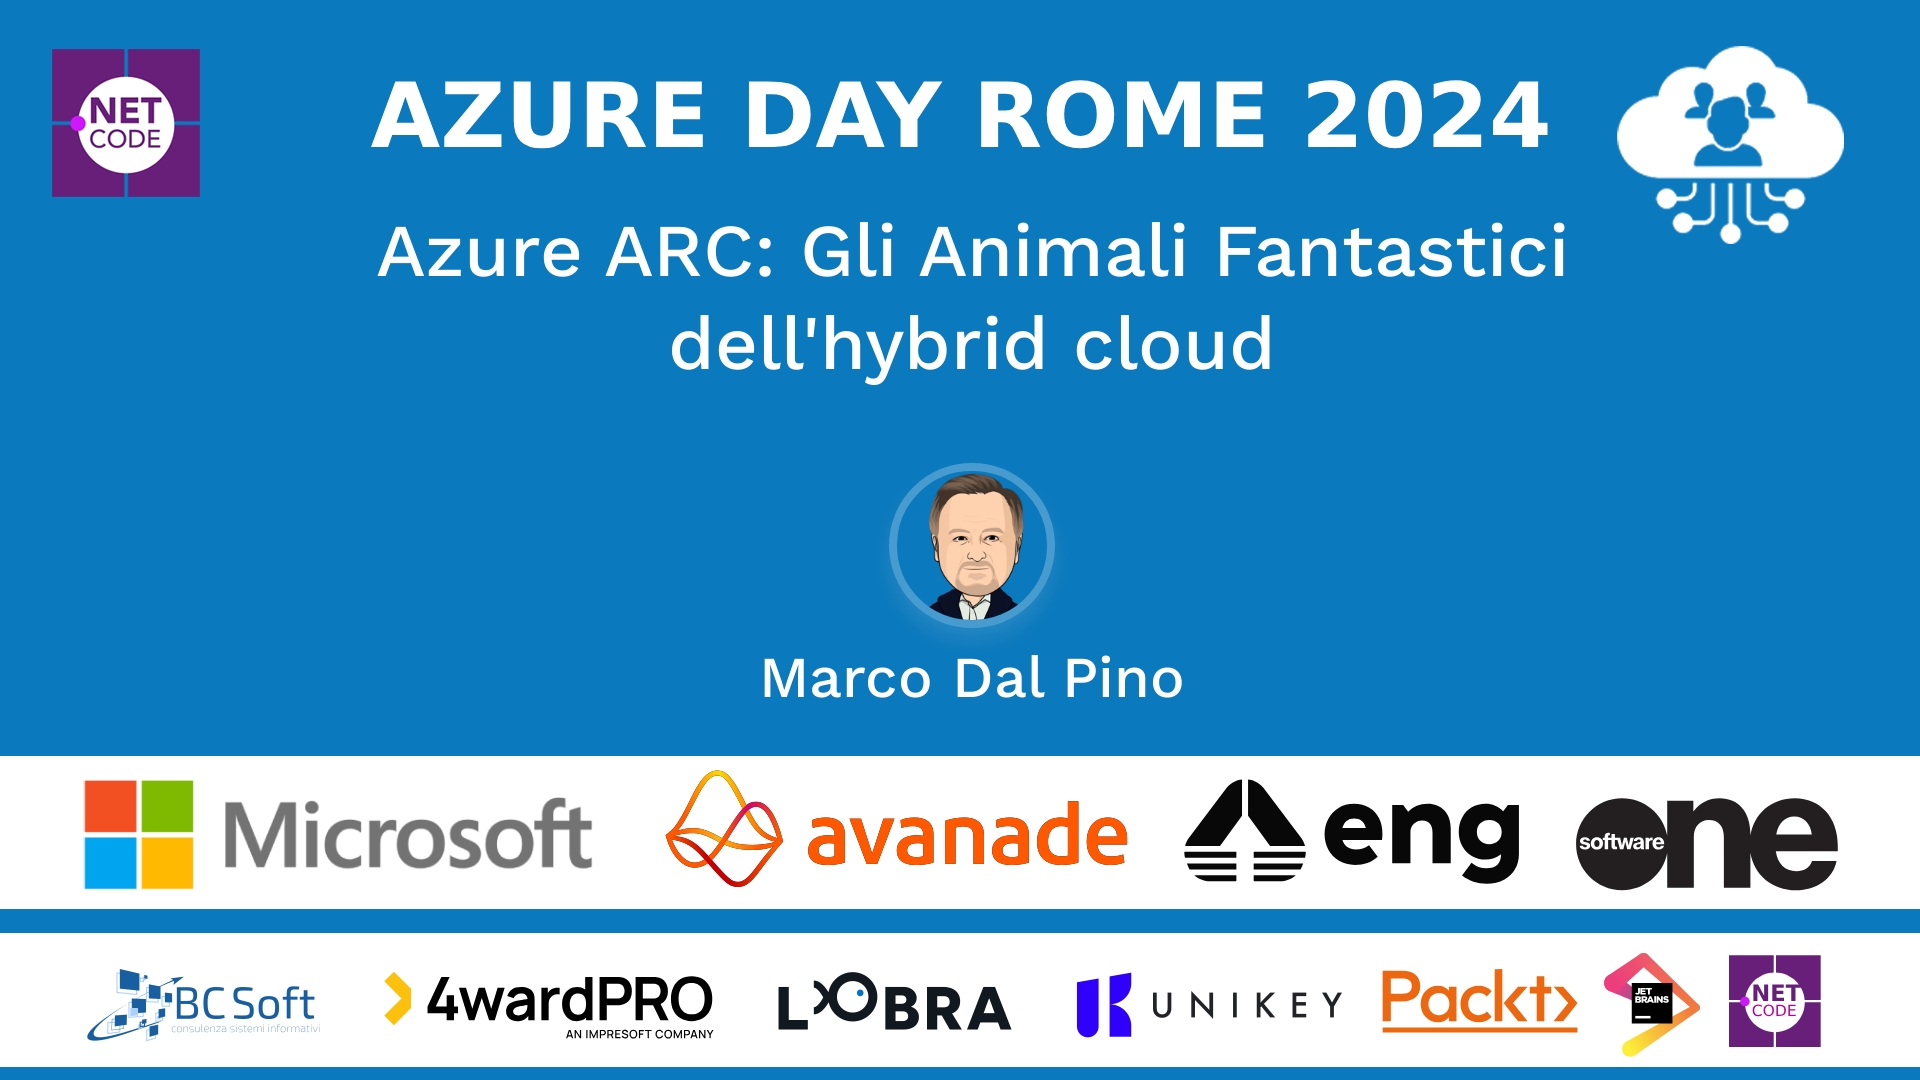 NET
CODE
AZURE DAY ROME 2024
Azure ARC: Gli Animali Fantastici
dell'hybrid cloud
Marco Dal Pino
Microsoft
avanade
eng
software one
BC Soft
consulenza sistemi informativi
4wardPRO
AN IMPRESOFT COMPANY
LOBRA
UNIKEY
Packt>
JET
BRAINS
NET
CODE